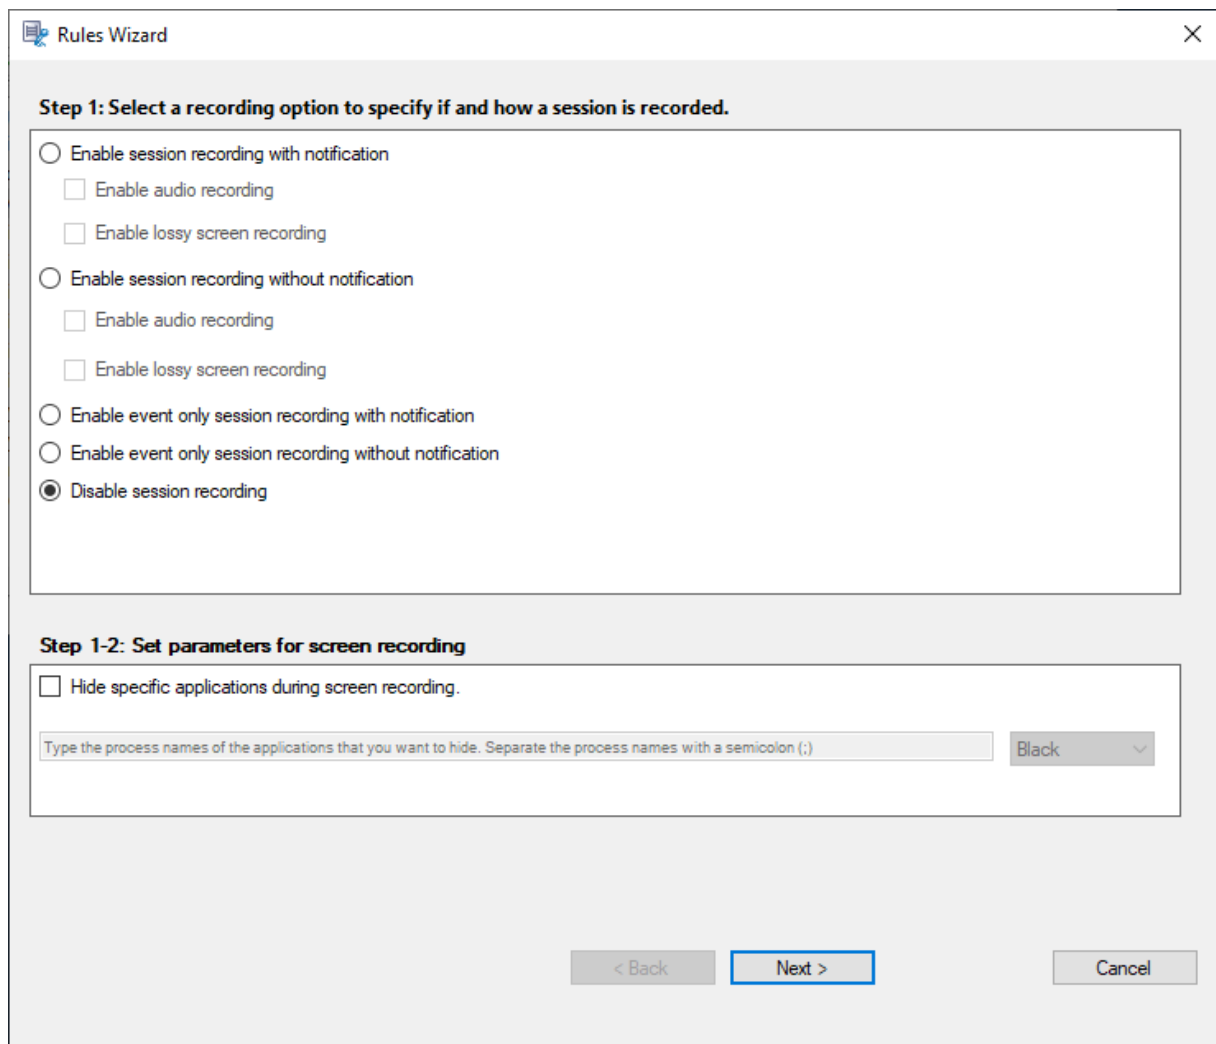 Rules Wizard
Step 1: Select a recording option to specify if and how a session is recorded.
Enable session recording with notification
Enable audio recording
Enable lossy screen recording
Enable session recording without notification
Enable audio recording
Enable lossy screen recording
Enable event only session recording with notification
Enable event only session recording without notification
Disable session recording
Step 1-2: Set parameters for screen recording
Hide specific applications during screen recording.
Type the process names of the applications that you want to hide. Separate the process names with a semicolon (;) Black
< Back Next > Cancel